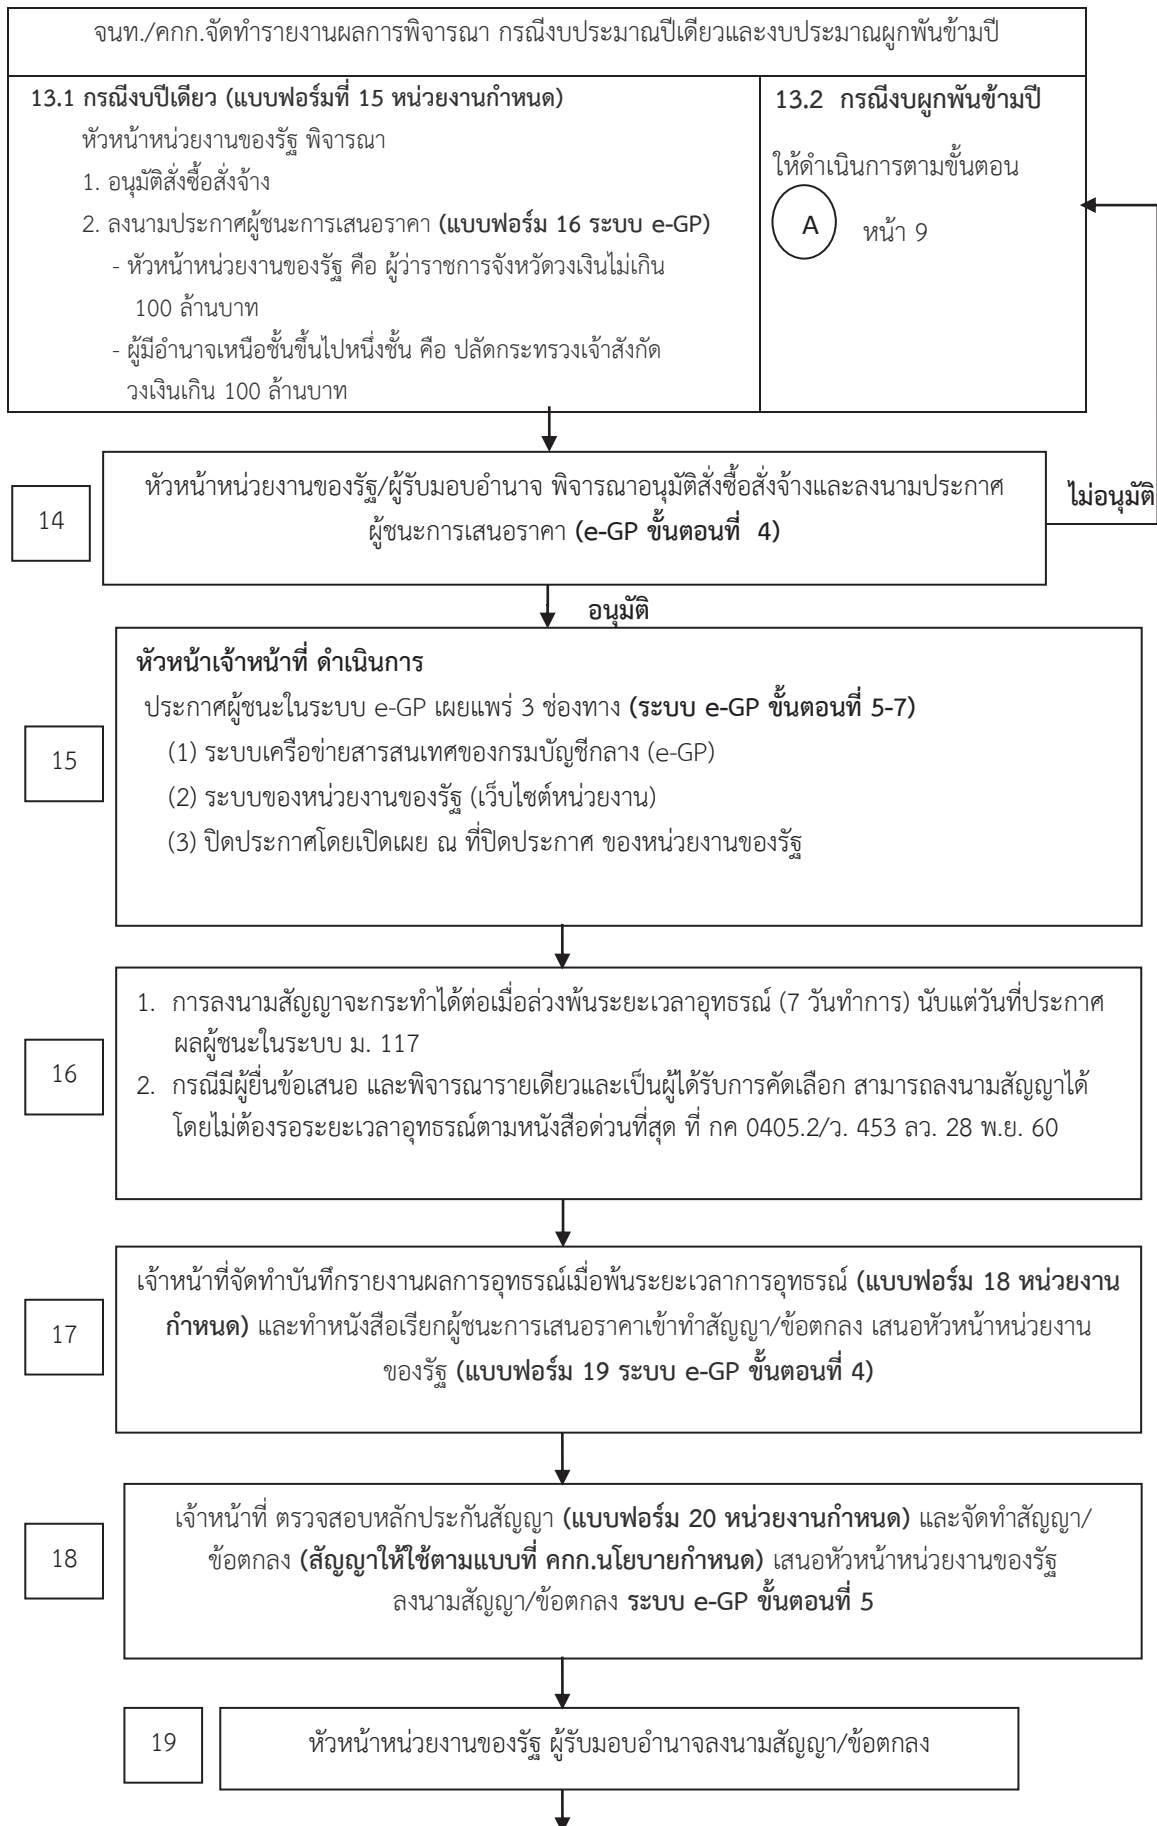 จนท./คกก.จัดทำรายงานผลการพิจารณา กรณีงบประมาณปีเดียวและงบประมาณผูกพันข้ามปี
13.1 กรณีงบปีเดียว (แบบฟอร์มที่ 15 หน่วยงานกำหนด)
หัวหน้าหน่วยงานของรัฐ พิจารณา
1. อนุมัติสั่งซื้อสั่งจ้าง
2. ลงนามประกาศผู้ชนะการเสนอราคา (แบบฟอร์ม 16 ระบบ e-GP)
- หัวหน้าหน่วยงานของรัฐ คือ ผู้ว่าราชการจังหวัดวงเงินไม่เกิน
100 ล้านบาท
- ผู้มีอำนาจเหนือชั้นขึ้นไปหนึ่งชั้น คือ ปลัดกระทรวงเจ้าสังกัด
วงเงินเกิน 100 ล้านบาท
13.2 กรณีงบผูกพันข้ามปี
ให้ดำเนินการตามขั้นตอน
A หน้า 9
14
หัวหน้าหน่วยงานของรัฐ/ผู้รับมอบอำนาจ พิจารณาอนุมัติสั่งซื้อสั่งจ้างและลงนามประกาศ
ผู้ชนะการเสนอราคา (e-GP ขั้นตอนที่ 4)
ไม่อนุมัติ
อนุมัติ
15
หัวหน้าเจ้าหน้าที่ ดำเนินการ
ประกาศผู้ชนะในระบบ e-GP เผยแพร่ 3 ช่องทาง (ระบบ e-GP ขั้นตอนที่ 5-7)
(1) ระบบเครือข่ายสารสนเทศของกรมบัญชีกลาง (e-GP)
(2) ระบบของหน่วยงานของรัฐ (เว็บไซต์หน่วยงาน)
(3) ปิดประกาศโดยเปิดเผย ณ ที่ปิดประกาศ ของหน่วยงานของรัฐ
16
1. การลงนามสัญญาจะกระทำได้ต่อเมื่อล่วงพ้นระยะเวลาอุทธรณ์ (7 วันทำการ) นับแต่วันที่ประกาศ
ผลผู้ชนะในระบบ ม. 117
2. กรณีมีผู้ยื่นข้อเสนอ และพิจารณารายเดียวและเป็นผู้ได้รับการคัดเลือก สามารถลงนามสัญญาได้
โดยไม่ต้องรอระยะเวลาอุทธรณ์ตามหนังสือด่วนที่สุด ที่ กค 0405.2/ว. 453 ลว. 28 พ.ย. 60
17
เจ้าหน้าที่จัดทำบันทึกรายงานผลการอุทธรณ์เมื่อพ้นระยะเวลาการอุทธรณ์ (แบบฟอร์ม 18 หน่วยงาน
กำหนด) และทำหนังสือเรียกผู้ชนะการเสนอราคาเข้าทำสัญญา/ข้อตกลง เสนอหัวหน้าหน่วยงาน
ของรัฐ (แบบฟอร์ม 19 ระบบ e-GP ขั้นตอนที่ 4)
18
เจ้าหน้าที่ ตรวจสอบหลักประกันสัญญา (แบบฟอร์ม 20 หน่วยงานกำหนด) และจัดทำสัญญา/
ข้อตกลง (สัญญาให้ใช้ตามแบบที่ คกก.นโยบายกำหนด) เสนอหัวหน้าหน่วยงานของรัฐ
ลงนามสัญญา/ข้อตกลง ระบบ e-GP ขั้นตอนที่ 5
19
หัวหน้าหน่วยงานของรัฐ ผู้รับมอบอำนาจลงนามสัญญา/ข้อตกลง